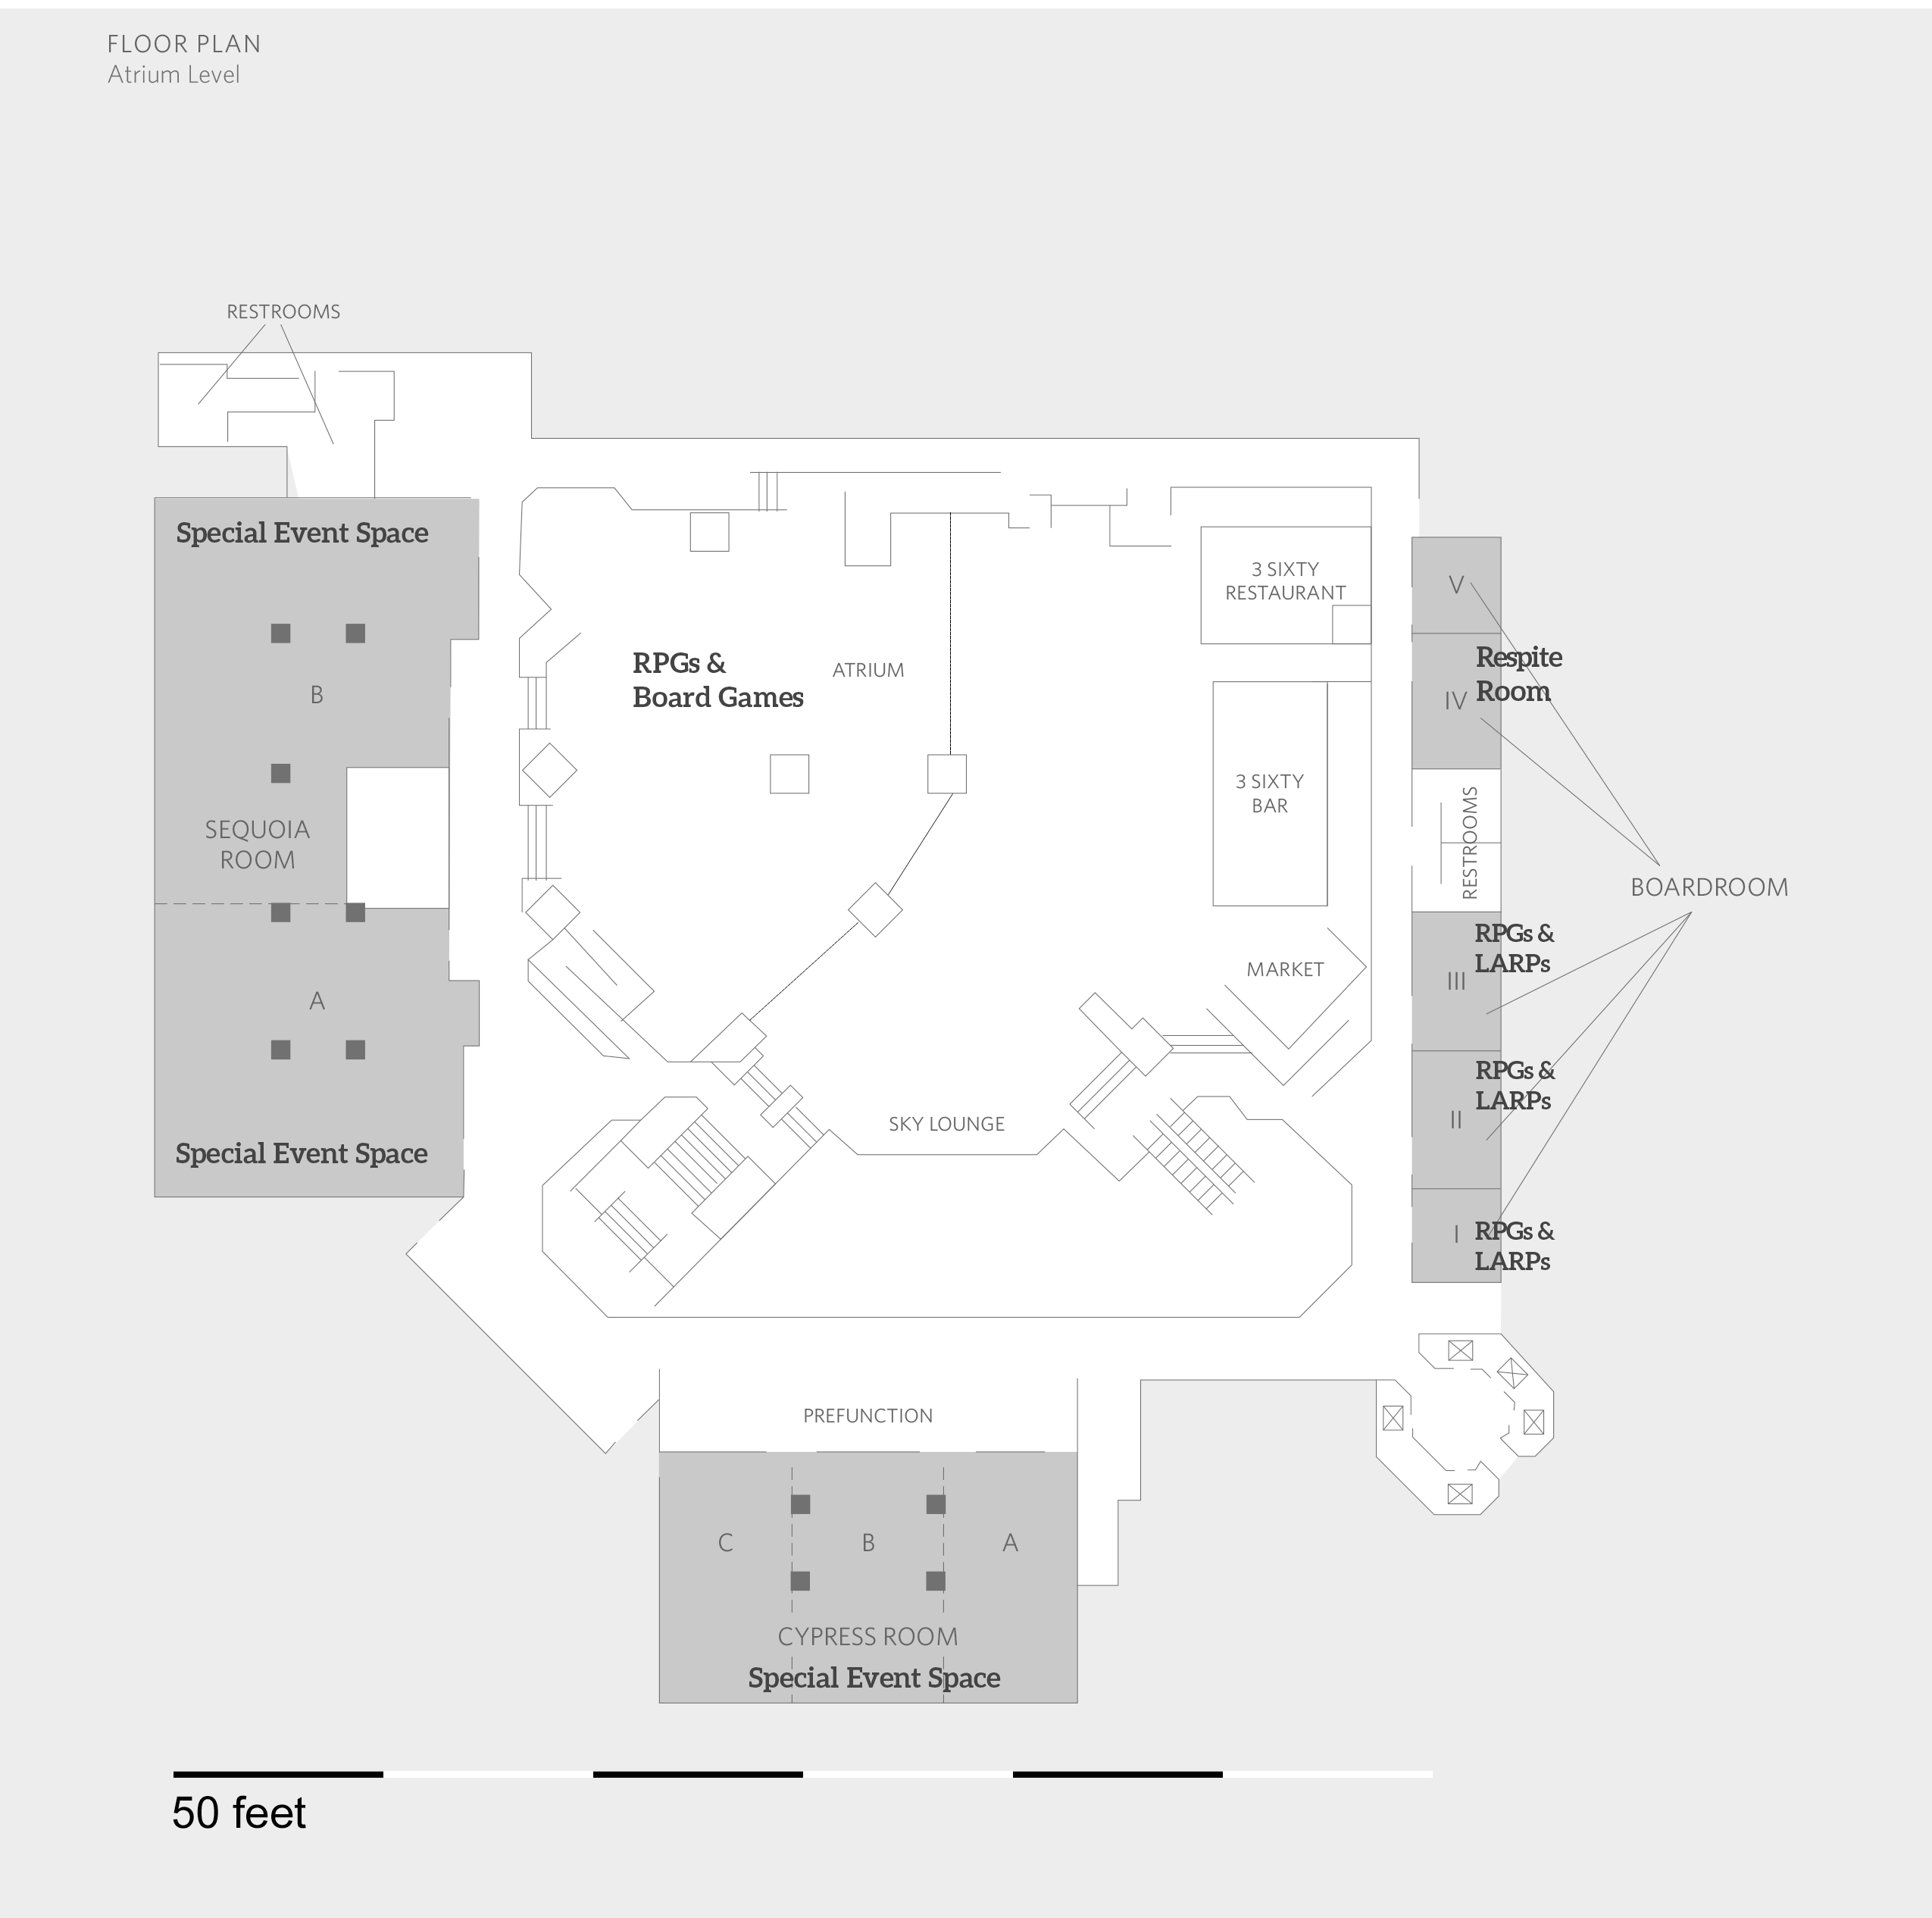 FLOOR PLAN
Atrium Level
RESTROOMS
Special Event Space
B
SEQUOIA
ROOM
A
Special Event Space
RPGs &
Board Games
ATRIUM
3 SIXTY
RESTAURANT
3 SIXTY
BAR
MARKET
SKY LOUNGE
V
Respite
Room
IV
RESTROOMS
BOARDROOM
RPGs &
LARPs
III
RPGs &
LARPs
II
RPGs &
LARPs
I
PREFUNCTION
C
B
A
CYPRESS ROOM
Special Event Space
50 feet